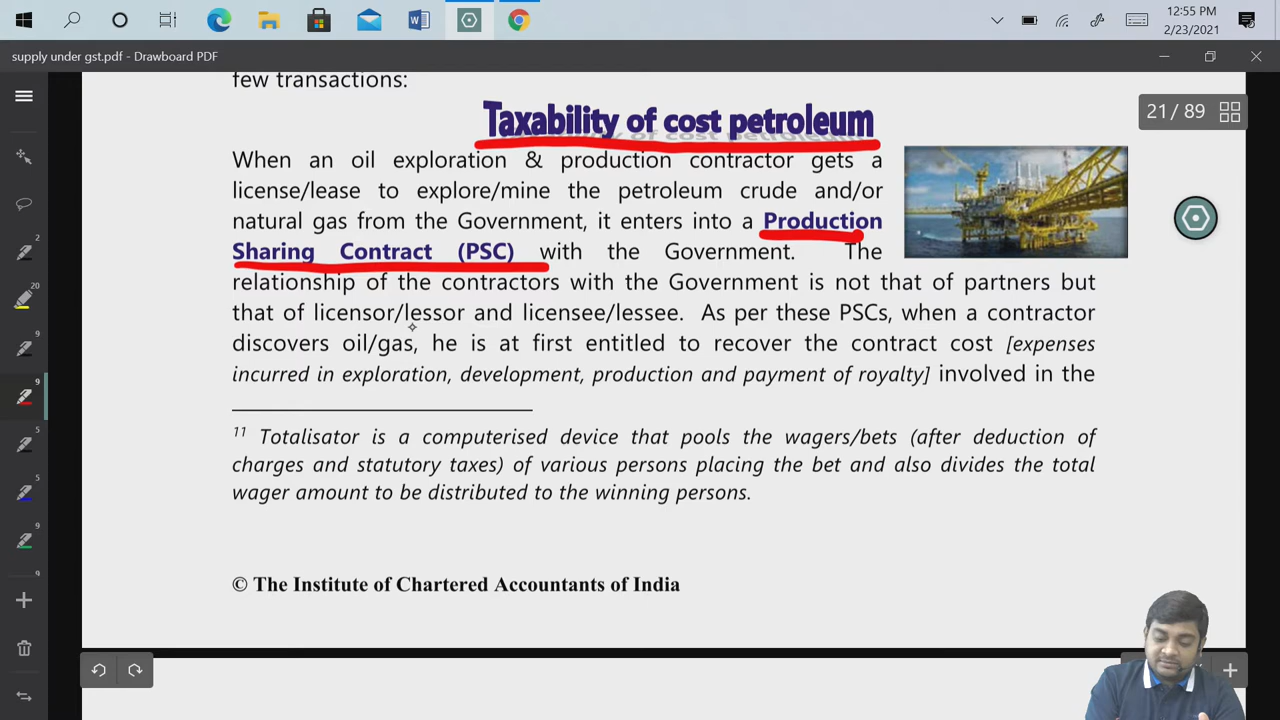 12:55 PM
2/23/2021
supply under gst.pdf - Drawboard PDF
few transactions:
21 / 89
Taxability of cost petroleum
When an oil exploration & production contractor gets a
license/lease to explore/mine the petroleum crude and/or
natural gas from the Government, it enters into a Production
Sharing Contract (PSC) with the Government. The
relationship of the contractors with the Government is not that of partners but
that of licensor/lessor and licensee/lessee. As per these PSCs, when a contractor
discovers oil/gas, he is at first entitled to recover the contract cost [expenses
incurred in exploration, development, production and payment of royalty] involved in the
11 Totalisator is a computerised device that pools the wagers/bets (after deduction of
charges and statutory taxes) of various persons placing the bet and also divides the total
wager amount to be distributed to the winning persons.
© The Institute of Chartered Accountants of India
2
20
9
5
5
9
9